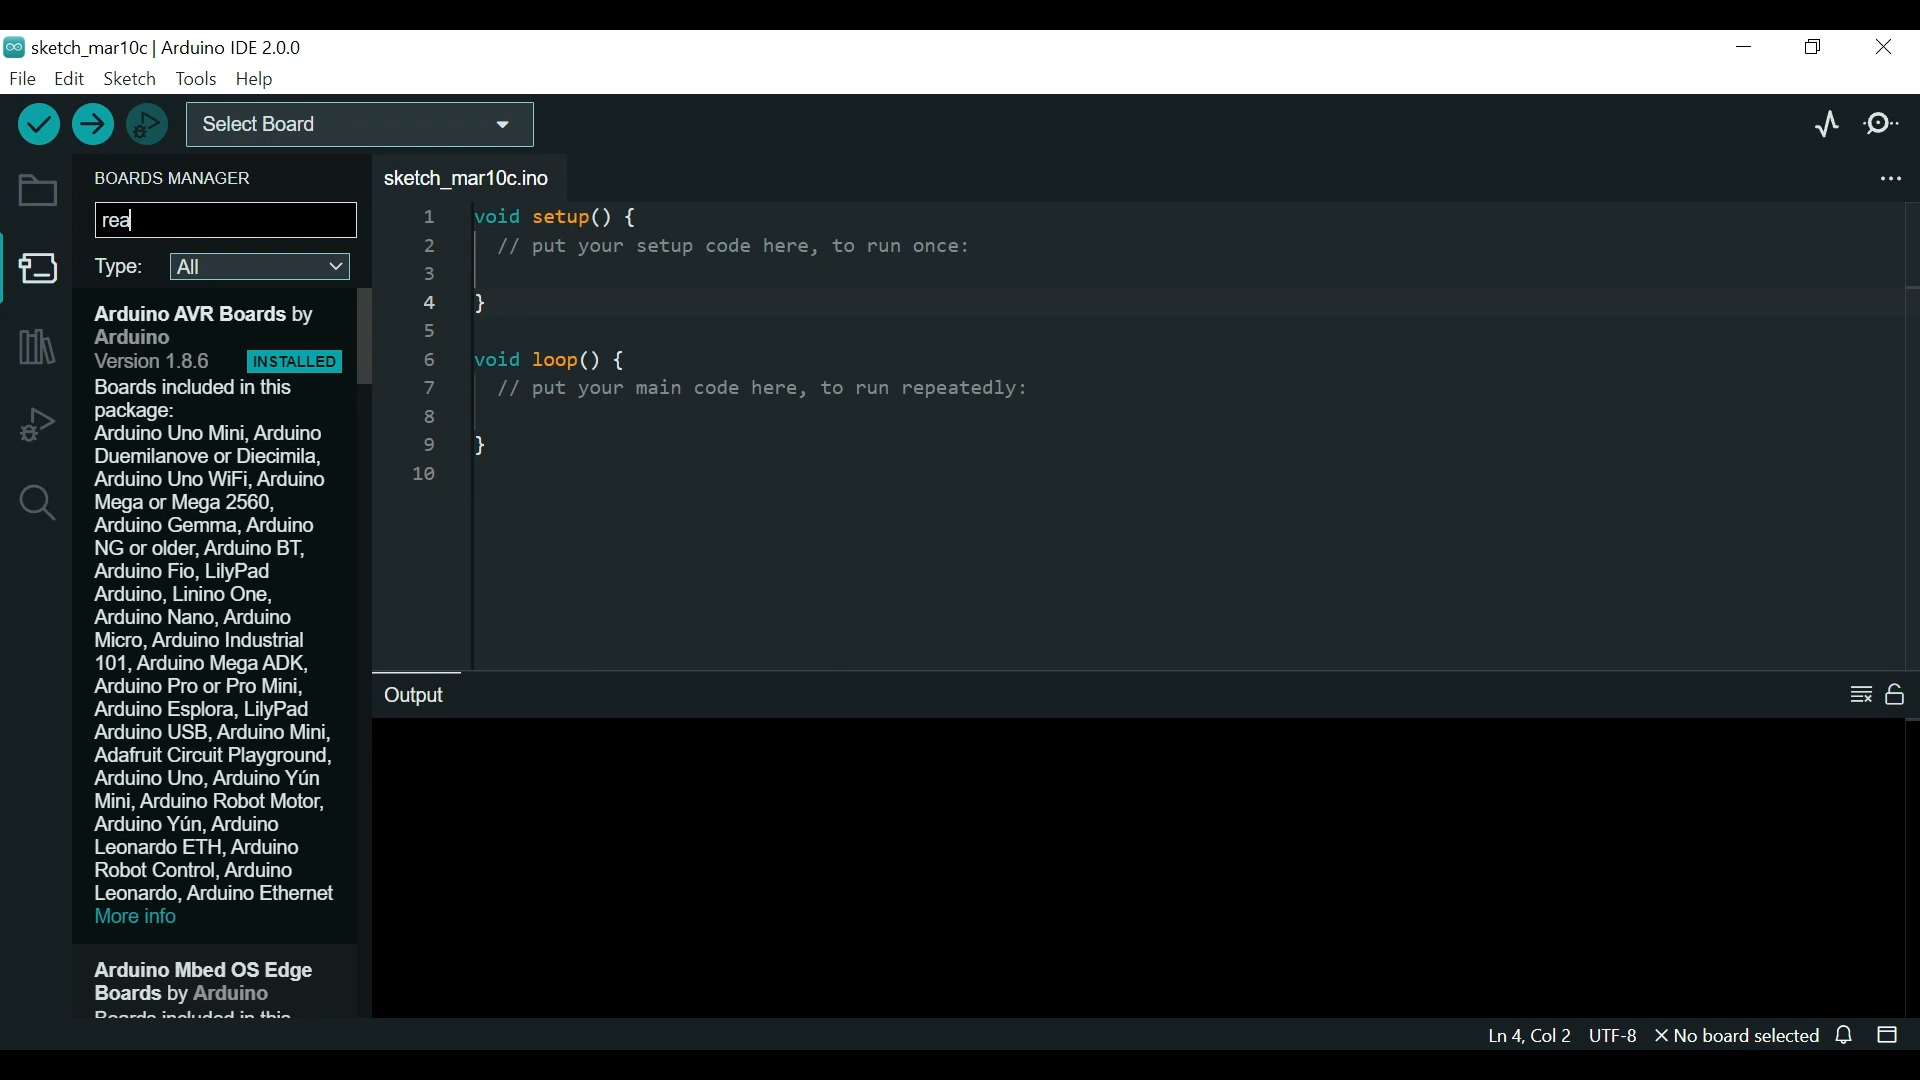 sketch_mar10c | Arduino IDE 2.0.0
File Edit Sketch Tools Help
Select Board
BOARDS MANAGER
rea
Type: All
Arduino AVR Boards by
Arduino
Version 1.8.6 INSTALLED
Boards included in this
package:
Arduino Uno Mini, Arduino
Duemilanove or Diecimila,
Arduino Uno WiFi, Arduino
Mega or Mega 2560,
Arduino Gemma, Arduino
NG or older, Arduino BT,
Arduino Fio, LilyPad
Arduino, Linino One,
Arduino Nano, Arduino
Micro, Arduino Industrial
101, Arduino Mega ADK,
Arduino Pro or Pro Mini,
Arduino Esplora, LilyPad
Arduino USB, Arduino Mini,
Adafruit Circuit Playground,
Arduino Uno, Arduino Yún
Mini, Arduino Robot Motor,
Arduino Yún, Arduino
Leonardo ETH, Arduino
Robot Control, Arduino
Leonardo, Arduino Ethernet
More info
Arduino Mbed OS Edge
Boards by Arduino
Boards included in this
sketch_mar10c.ino
1 void setup() {
2 // put your setup code here, to run once:
3
4 }
5
6 void loop() {
7 // put your main code here, to run repeatedly:
8
9 }
10
Output
Ln 4, Col 2 UTF-8 X No board selected